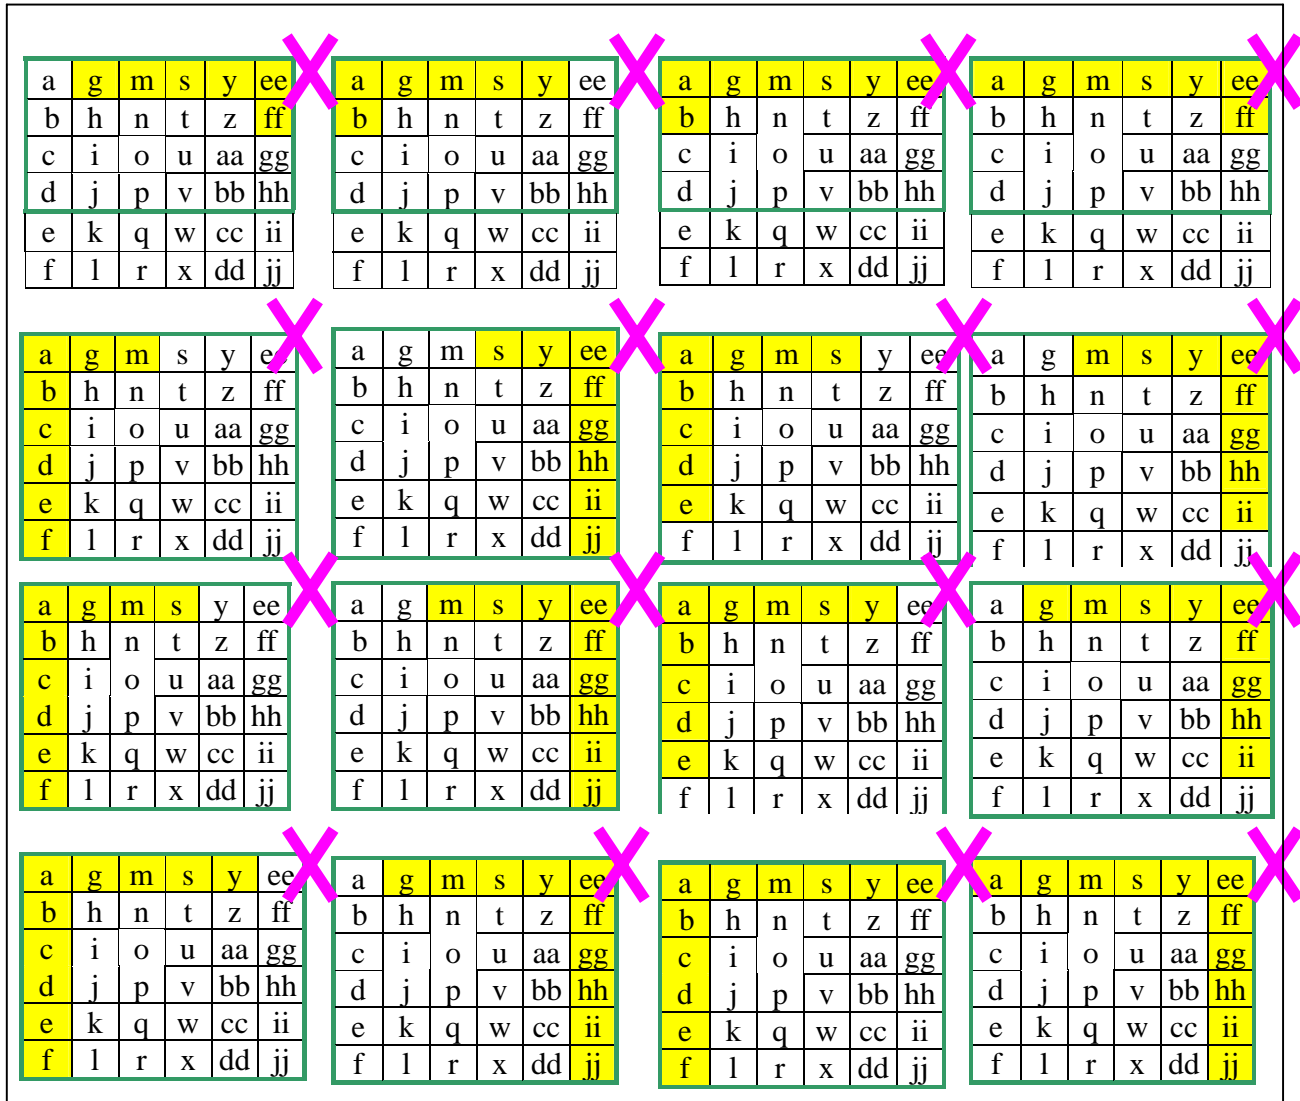 a g m s y ee a g m s y ee a g m s y ee a g m s y ee
b h n t z ff b h n t z ff b h n t z ff b h n t z ff
c i o u aa gg c i o u aa gg c i o u aa gg c i o u aa gg
d j p v bb hh d j p v bb hh d j p v bb hh d j p v bb hh
e k q w cc ii e k q w cc ii e k q w cc ii e k q w cc ii
f l r x dd jj f l r x dd jj f l r x dd jj f l r x dd jj
a g m s y ee a g m s y ee a g m s y ee a g m s y ee
b h n t z ff b h n t z ff b h n t z ff b h n t z ff
c i o u aa gg c i o u aa gg c i o u aa gg c i o u aa gg
d j p v bb hh d j p v bb hh d j p v bb hh d j p v bb hh
e k q w cc ii e k q w cc ii e k q w cc ii e k q w cc ii
f l r x dd jj f l r x dd jj f l r x dd jj f l r x dd jj
a g m s y ee a g m s y ee a g m s y ee a g m s y ee
b h n t z ff b h n t z ff b h n t z ff b h n t z ff
c i o u aa gg c i o u aa gg c i o u aa gg c i o u aa gg
d j p v bb hh d j p v bb hh d j p v bb hh d j p v bb hh
e k q w cc ii e k q w cc ii e k q w cc ii e k q w cc ii
f l r x dd jj f l r x dd jj f l r x dd jj f l r x dd jj
a g m s y ee a g m s y ee a g m s y ee a g m s y ee
b h n t z ff b h n t z ff b h n t z ff b h n t z ff
c i o u aa gg c i o u aa gg c i o u aa gg c i o u aa gg
d j p v bb hh d j p v bb hh d j p v bb hh d j p v bb hh
e k q w cc ii e k q w cc ii e k q w cc ii e k q w cc ii
f l r x dd jj f l r x dd jj f l r x dd jj f l r x dd jj